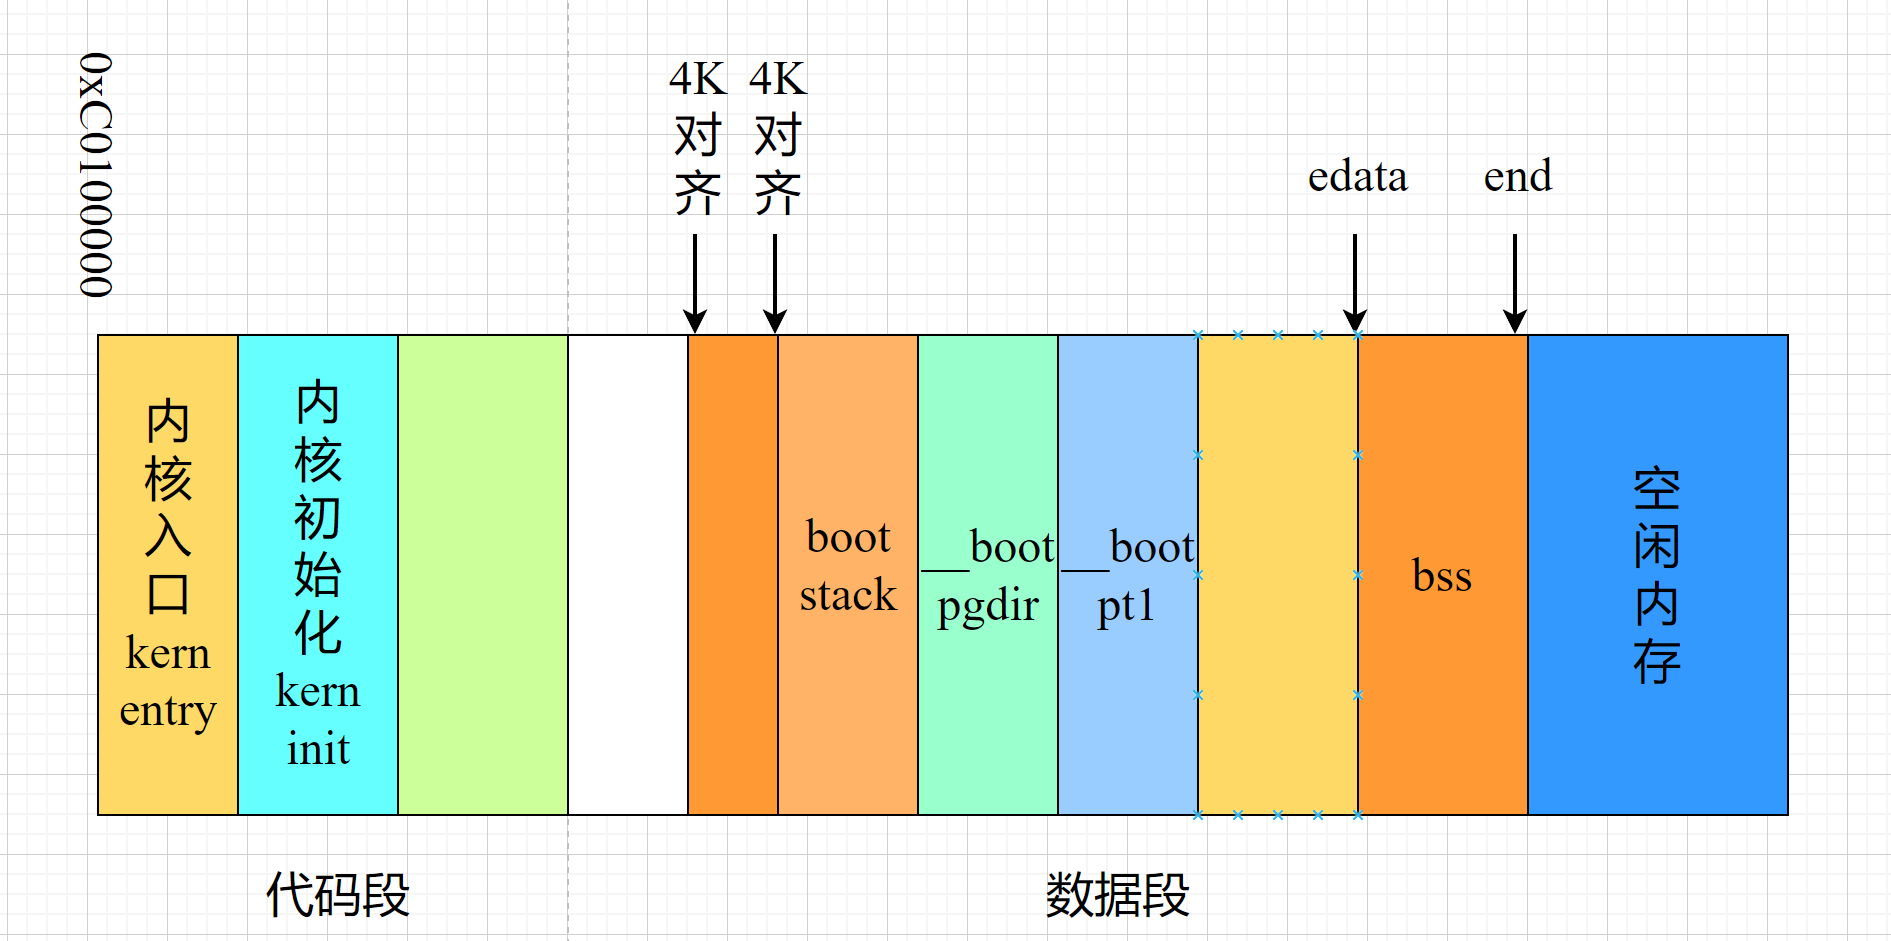 0xC0100000
4K
对
齐
4K
对
齐
edata
end
内
核
入
口
kern
entry
内
核
初
始
化
kern
init
boot
stack
__boot
pgdir
__boot
pt1
bss
空
闲
内
存
代码段
数据段